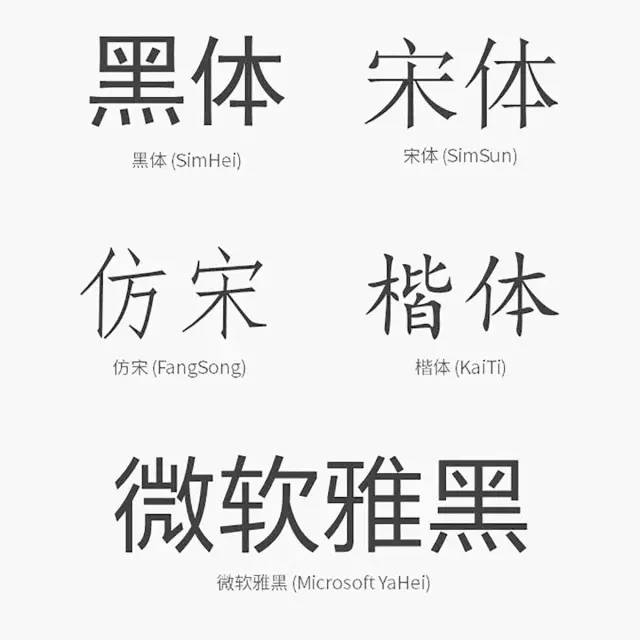 黑体
黑体 (SimHei)
宋体
宋体 (SimSun)
仿宋
仿宋 (FangSong)
楷体
楷体 (KaiTi)
微软雅黑
微软雅黑 (Microsoft YaHei)